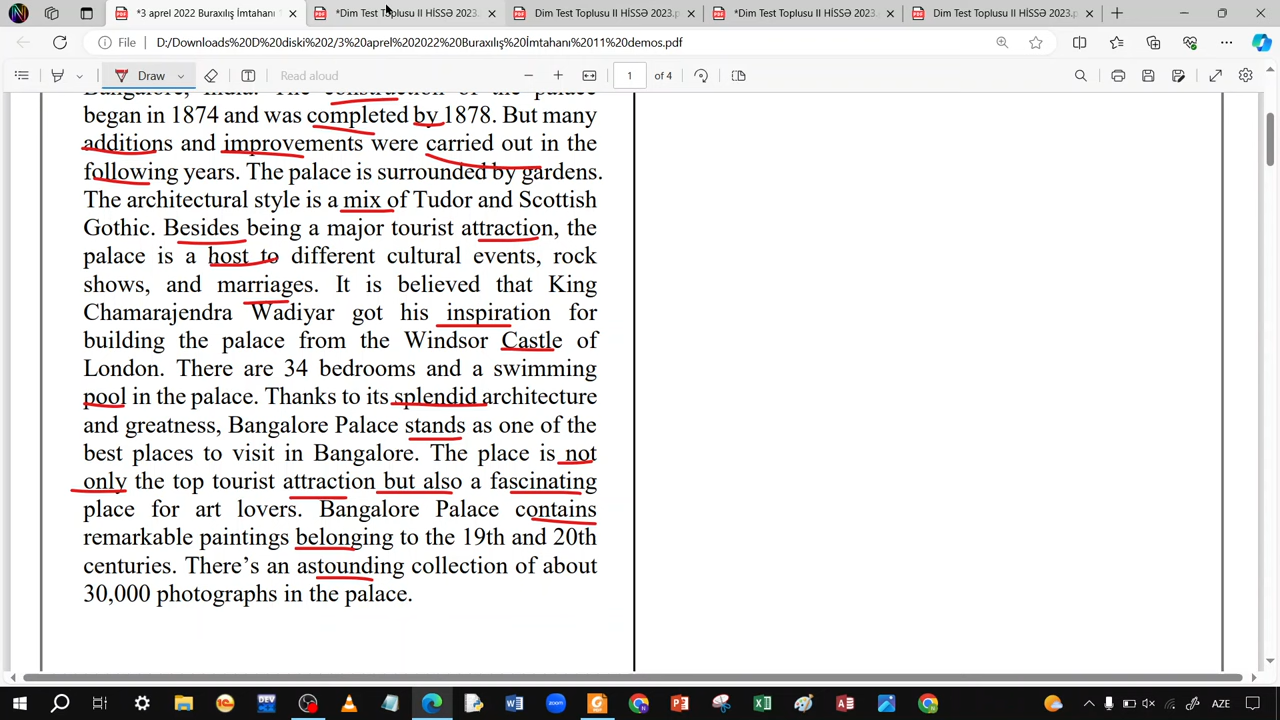 *3 aprel 2022 Buraxılış İmtahanı
*Dim Test Toplusu II HİSSƏ 2023.
Dim Test Toplusu II HİSSƏ 2023.p
*Dim Test Toplusu II HİSSƏ 2023.
Dim Test Toplusu II HİSSƏ 2023.p
File
D:/Downloads%20D%20diski%202/3%20aprel%202022%20Buraxılış%20İmtahanı%2011%20demos.pdf
Draw
Read aloud
1 of 4
Bangalore, India. The construction of the palace
began in 1874 and was completed by 1878. But many
additions and improvements were carried out in the
following years. The palace is surrounded by gardens.
The architectural style is a mix of Tudor and Scottish
Gothic. Besides being a major tourist attraction, the
palace is a host to different cultural events, rock
shows, and marriages. It is believed that King
Chamarajendra Wadiyar got his inspiration for
building the palace from the Windsor Castle of
London. There are 34 bedrooms and a swimming
pool in the palace. Thanks to its splendid architecture
and greatness, Bangalore Palace stands as one of the
best places to visit in Bangalore. The place is not
only the top tourist attraction but also a fascinating
place for art lovers. Bangalore Palace contains
remarkable paintings belonging to the 19th and 20th
centuries. There's an astounding collection of about
30,000 photographs in the palace.
AZE